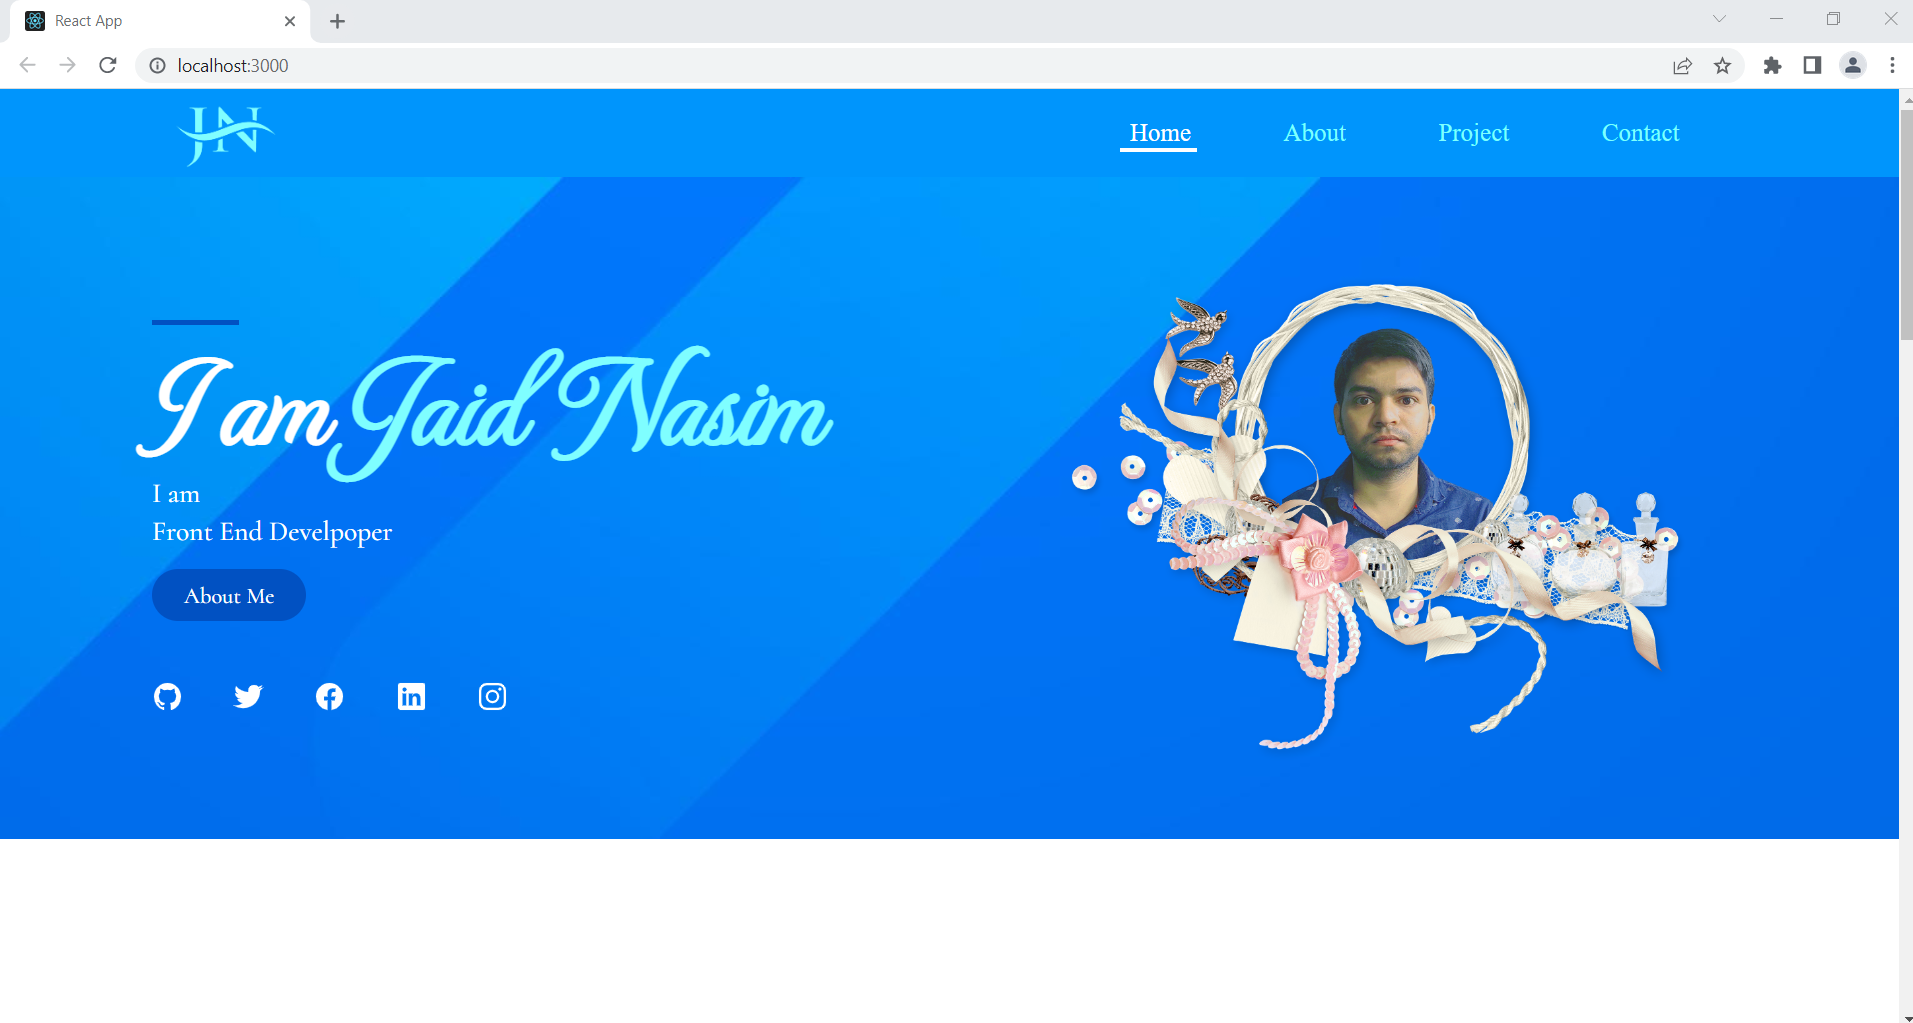 React App
localhost:3000
JN
Home About Project Contact
I am Jaid Nasim
I am
Front End Develpoper
About Me